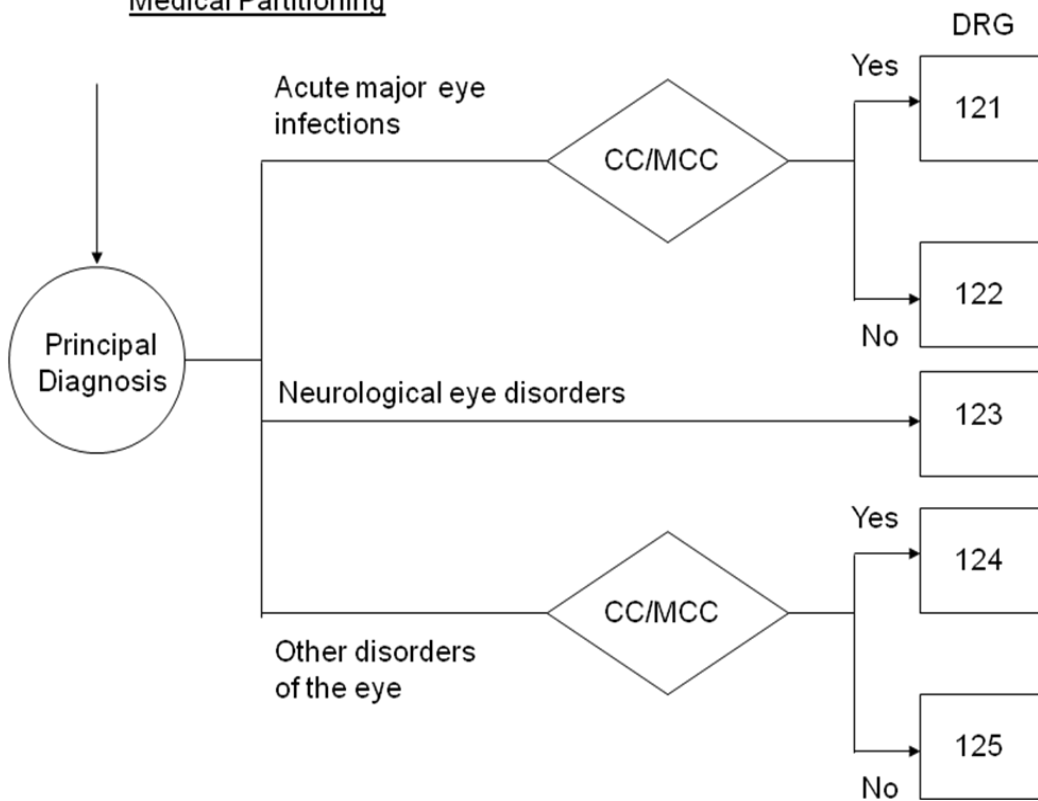 Medical Partitioning
DRG
Yes
Acute major eye
infections
CC/MCC
121
122
No
Principal
Diagnosis
Neurological eye disorders
123
Yes
CC/MCC
124
Other disorders
of the eye
125
No